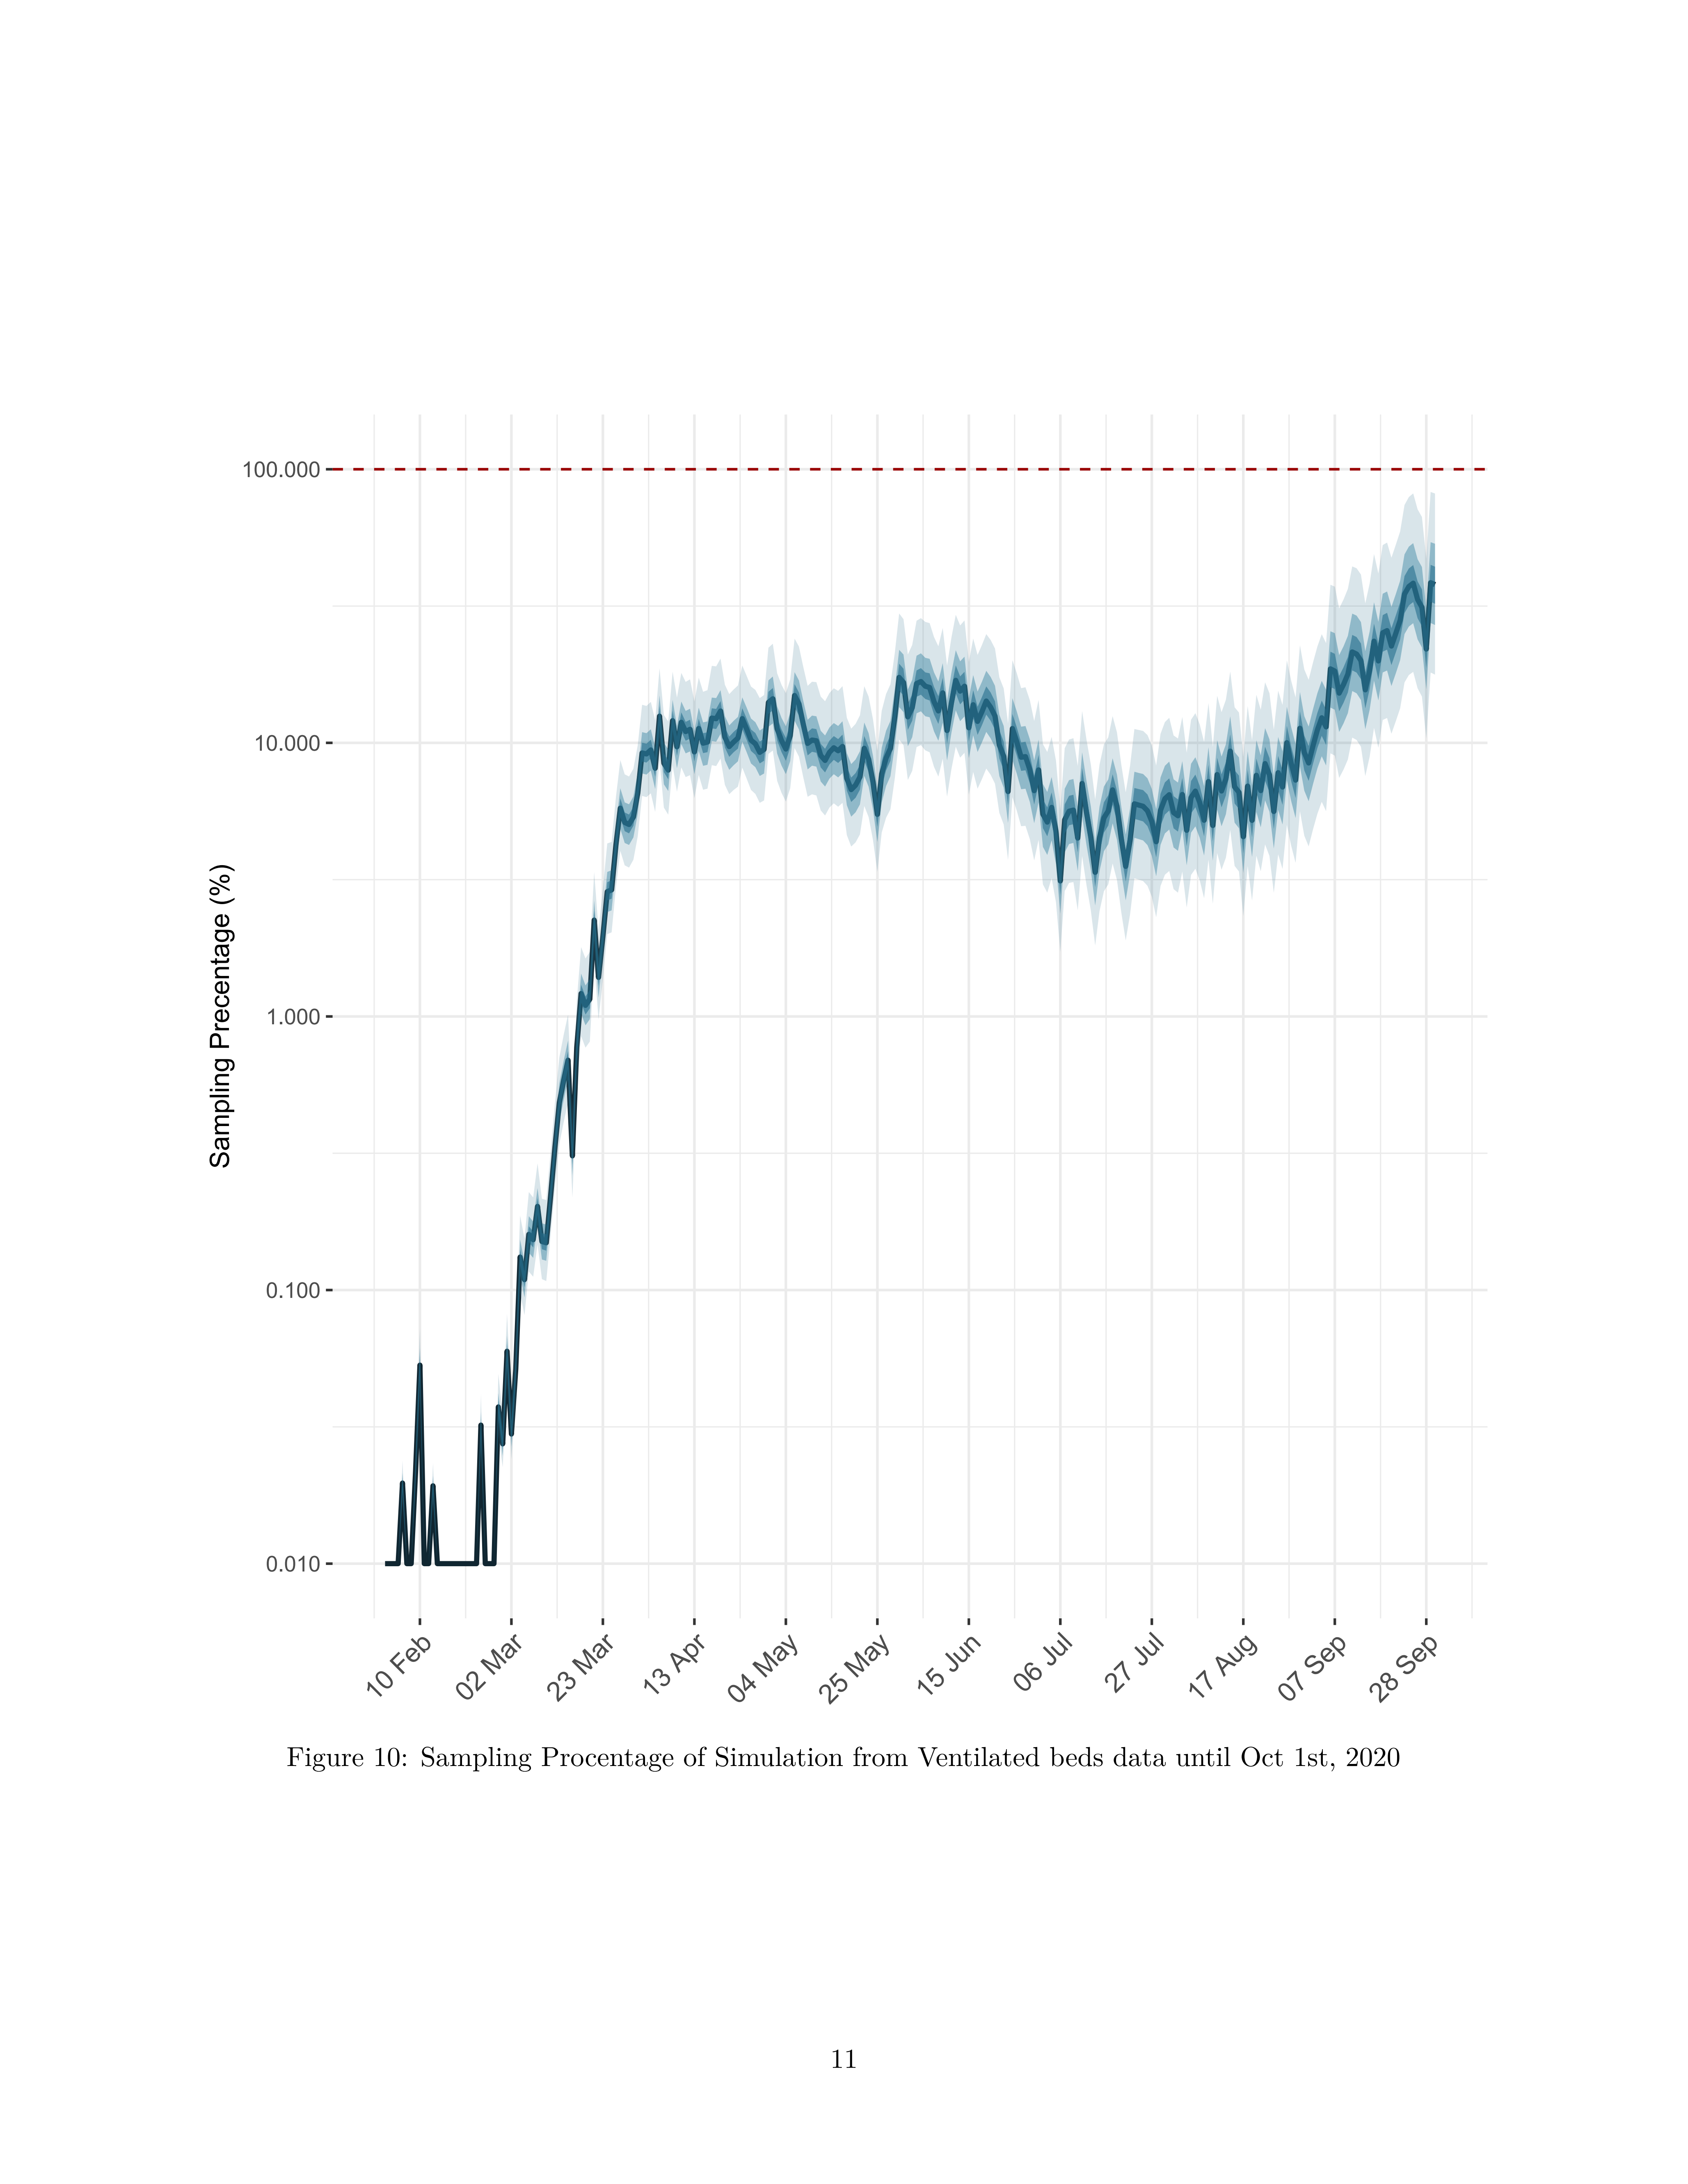 100.000
10.000
1.000
0.100
0.010
Sampling Precentage (%)
10 Feb
02 Mar
23 Mar
13 Apr
04 May
25 May
15 Jun
06 Jul
27 Jul
17 Aug
07 Sep
28 Sep
Figure 10: Sampling Procentage of Simulation from Ventilated beds data until Oct 1st, 2020
11